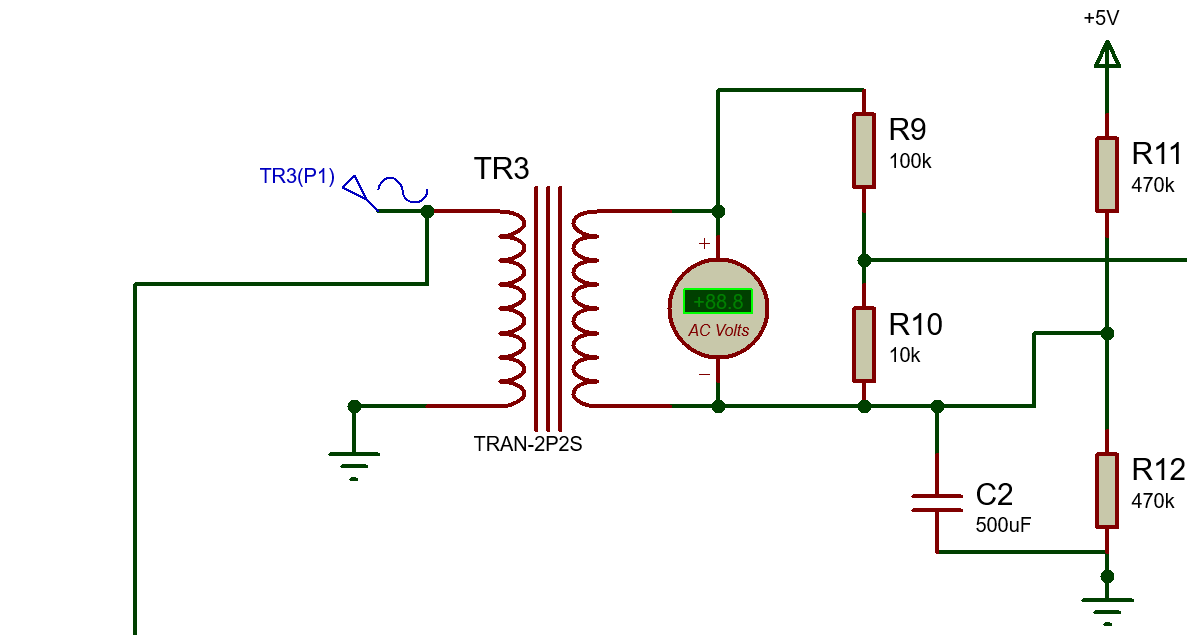 +5V
R9
100k
R11
470k
TR3(P1)
TR3
+
+88.8
AC Volts
−
R10
10k
TRAN-2P2S
R12
470k
C2
500uF